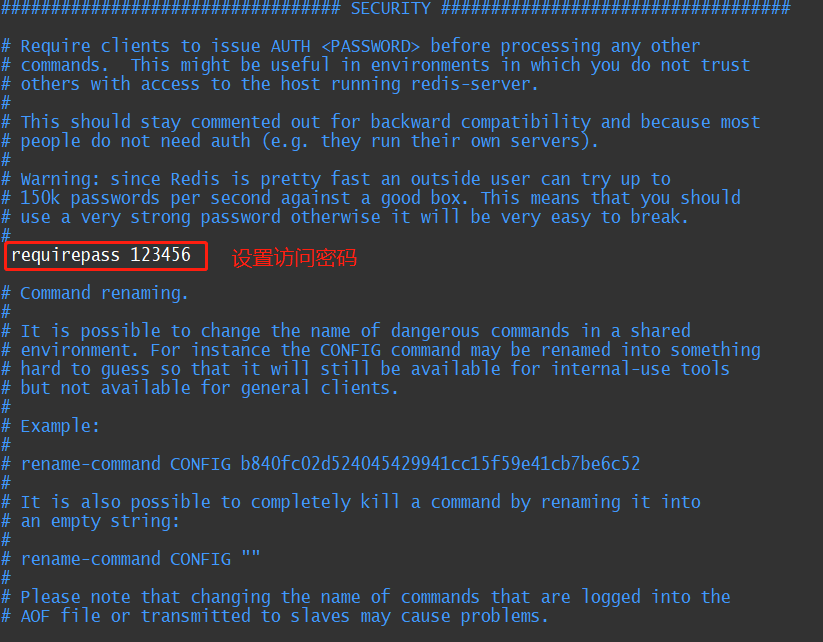 ################################## SECURITY ###################################
# Require clients to issue AUTH <PASSWORD> before processing any other
# commands.  This might be useful in environments in which you do not trust
# others with access to the host running redis-server.
#
# This should stay commented out for backward compatibility and because most
# people do not need auth (e.g. they run their own servers).
#
# Warning: since Redis is pretty fast an outside user can try up to
# 150k passwords per second against a good box. This means that you should
# use a very strong password otherwise it will be very easy to break.
#
requirepass 123456 设置访问密码
# Command renaming.
#
# It is possible to change the name of dangerous commands in a shared
# environment. For instance the CONFIG command may be renamed into something
# hard to guess so that it will still be available for internal-use tools
# but not available for general clients.
#
# Example:
#
# rename-command CONFIG b840fc02d524045429941cc15f59e41cb7be6c52
#
# It is also possible to completely kill a command by renaming it into
# an empty string:
#
# rename-command CONFIG ""
#
# Please note that changing the name of commands that are logged into the
# AOF file or transmitted to slaves may cause problems.